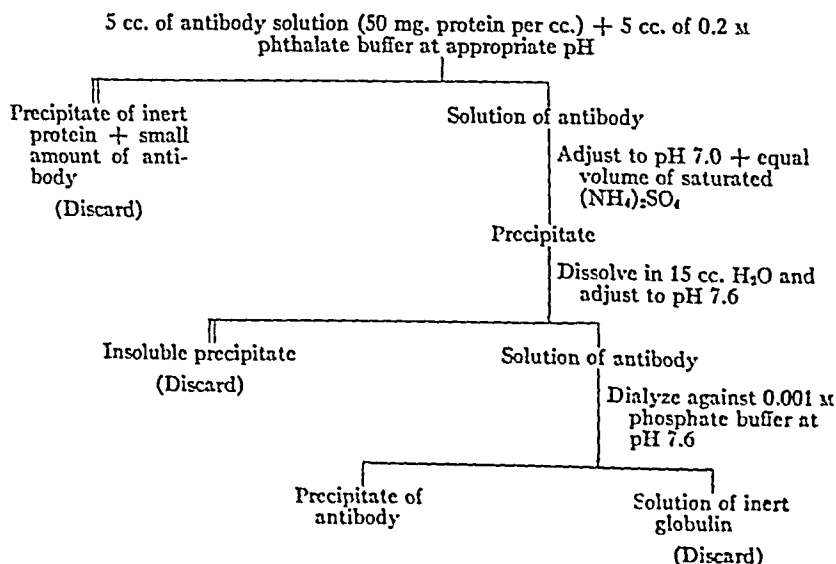 5 cc. of antibody solution (50 mg. protein per cc.) + 5 cc. of 0.2 M
phthalate buffer at appropriate pH
Precipitate of inert
protein + small
amount of anti-
body
(Discard)
Solution of antibody
Adjust to pH 7.0 + equal
volume of saturated
(NH₄)₂SO₄
Precipitate
Dissolve in 15 cc. H₂O and
adjust to pH 7.6
Insoluble precipitate
(Discard)
Solution of antibody
Dialyze against 0.001 M
phosphate buffer at
pH 7.6
Precipitate of
antibody
Solution of inert
globulin
(Discard)